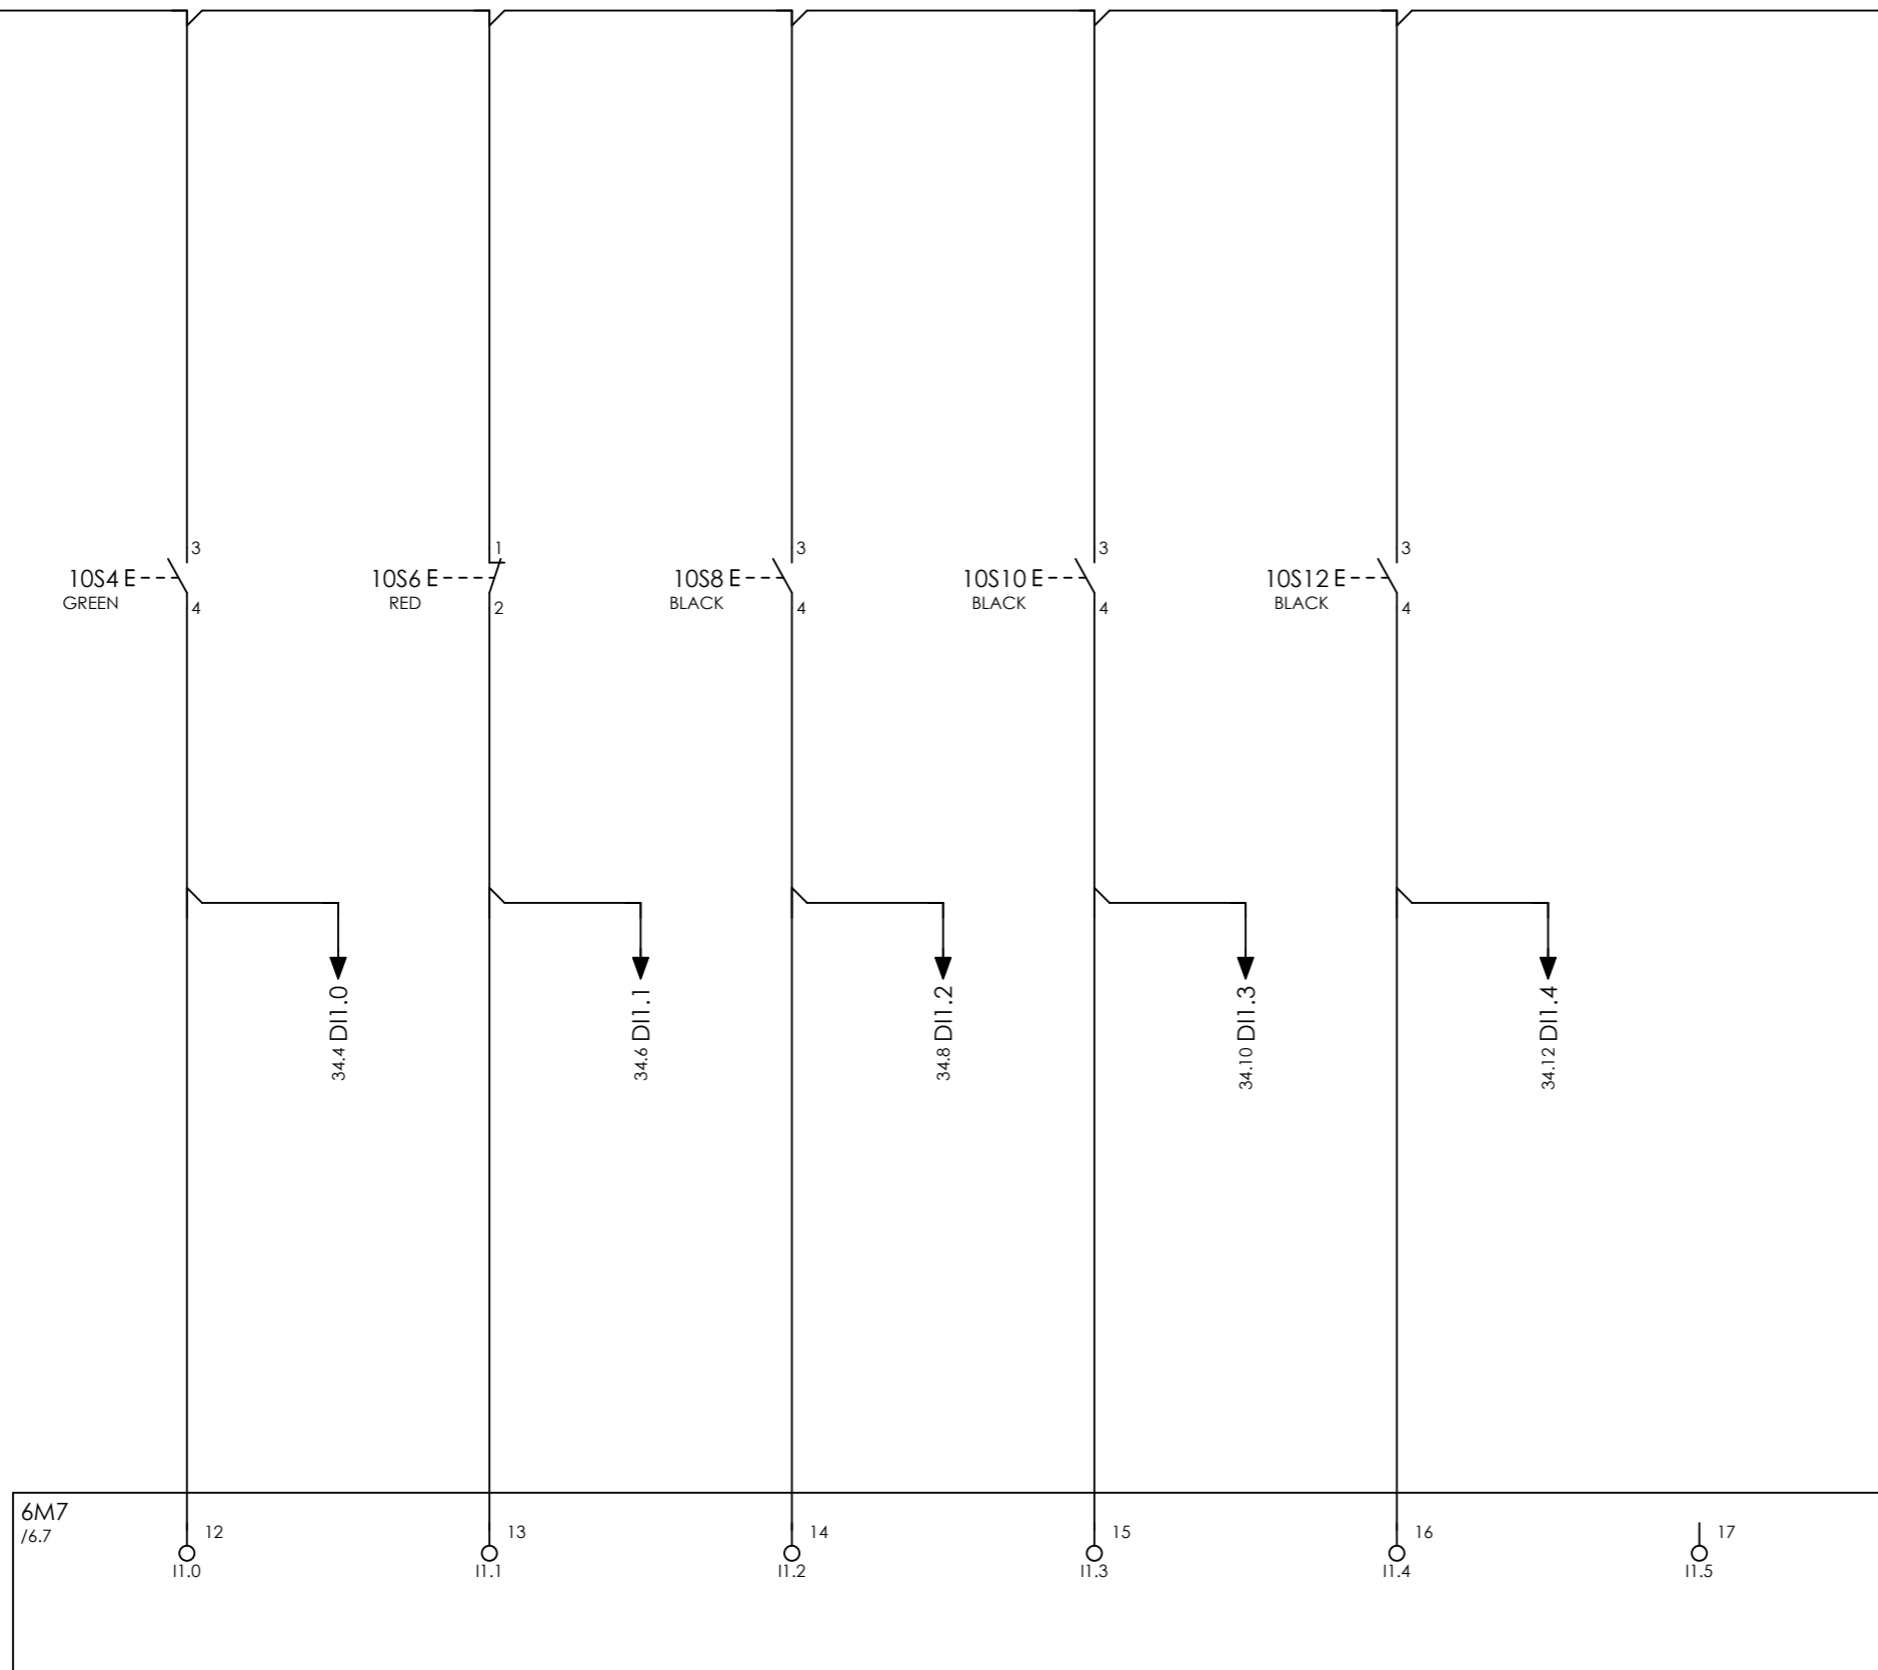 3
1
3
3
3
10S4 E
10S6 E
10S8 E
10S10 E
10S12 E
GREEN
RED
BLACK
BLACK
BLACK
4
2
4
4
4
34.4 DI1.0
34.6 DI1.1
34.8 DI1.2
34.10 DI1.3
34.12 DI1.4
6M7
/6.7
12
13
14
15
16
17
I1.0
I1.1
I1.2
I1.3
I1.4
I1.5